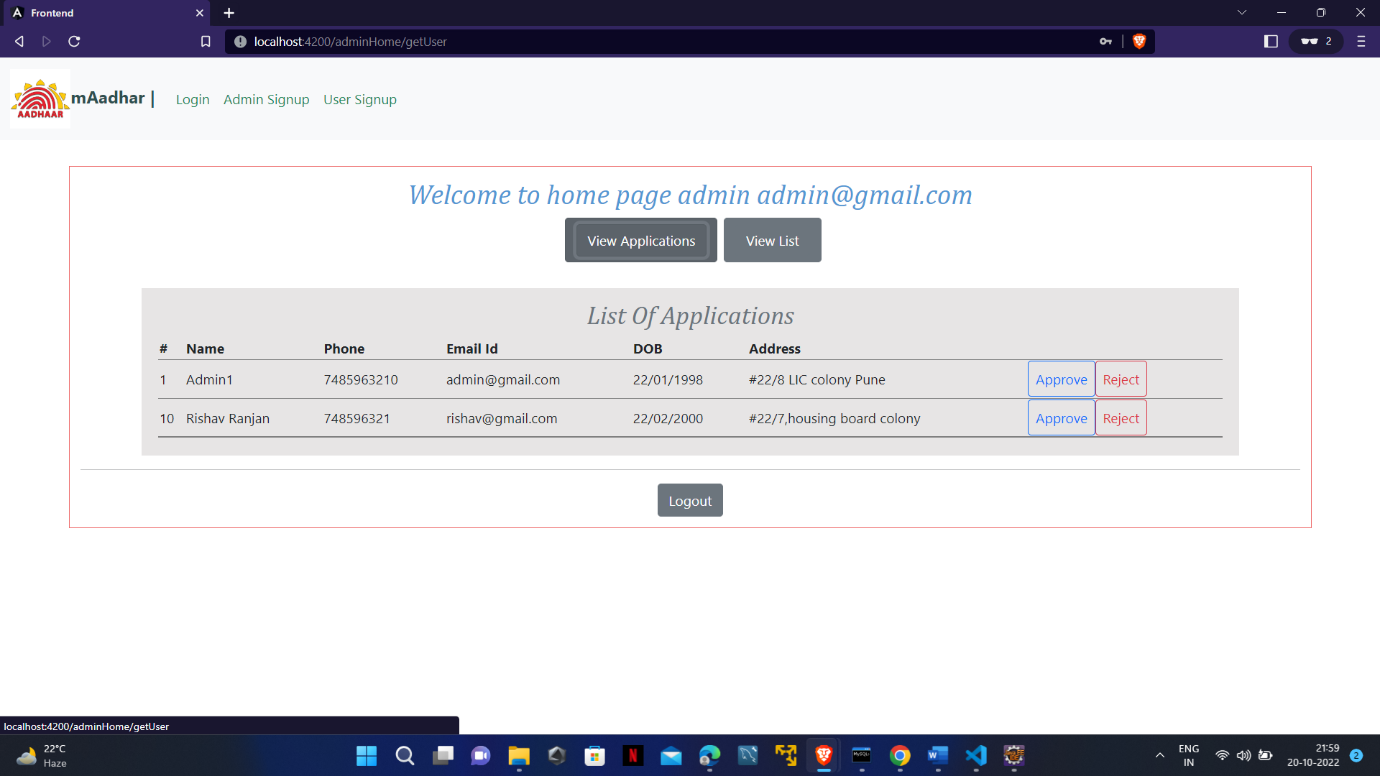 Frontend
localhost:4200/adminHome/getUser
2
AADHAAR
mAadhar |
Login
Admin Signup
User Signup
Welcome to home page admin admin@gmail.com
View Applications
View List
List Of Applications
# Name Phone Email Id DOB Address
1 Admin1 7485963210 admin@gmail.com 22/01/1998 #22/8 LIC colony Pune Approve Reject
10 Rishav Ranjan 748596321 rishav@gmail.com 22/02/2000 #22/7,housing board colony Approve Reject
Logout
localhost:4200/adminHome/getUser
22°C
Haze
ENG
IN
21:59
20-10-2022
2